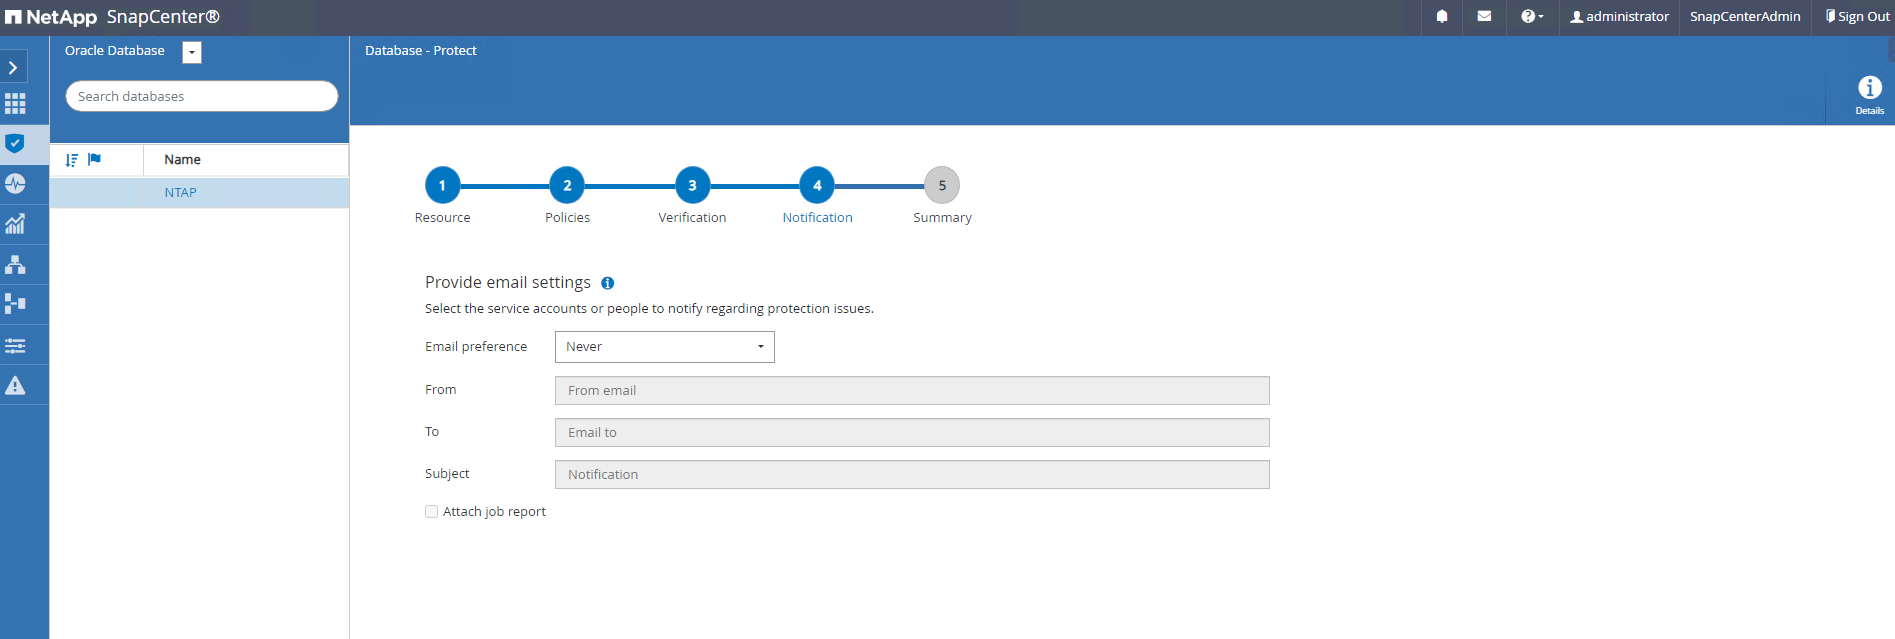 NetApp SnapCenter®
administrator SnapCenterAdmin Sign Out
Oracle Database
Database - Protect
Search databases
Details
Name
NTAP
1 2 3 4 5
Resource Policies Verification Notification Summary
Provide email settings
Select the service accounts or people to notify regarding protection issues.
Email preference Never
From From email
To Email to
Subject Notification
Attach job report